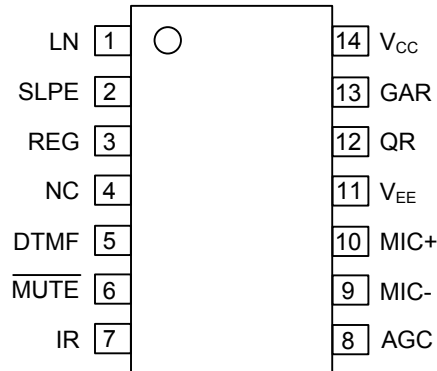 LN 1 14 VCC
SLPE 2 13 GAR
REG 3 12 QR
NC 4 11 VEE
DTMF 5 10 MIC+
MUTE 6 9 MIC-
IR 7 8 AGC